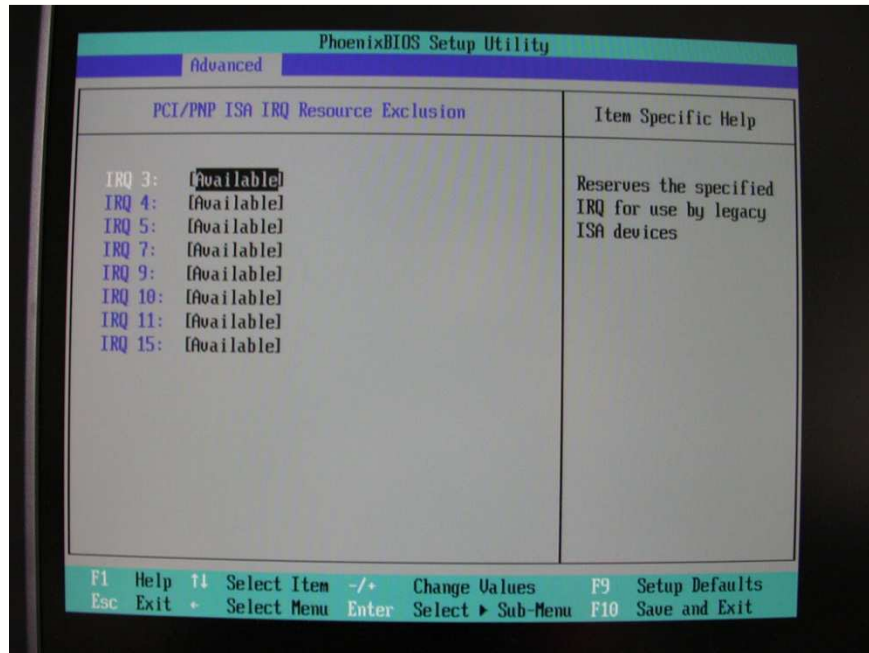 PhoenixBIOS Setup Utility
Advanced
PCI/PNP ISA IRQ Resource Exclusion
Item Specific Help
IRQ 3: [Available]
IRQ 4: [Available]
IRQ 5: [Available]
IRQ 7: [Available]
IRQ 9: [Available]
IRQ 10: [Available]
IRQ 11: [Available]
IRQ 15: [Available]
Reserves the specified
IRQ for use by legacy
ISA devices
F1 Help ↑↓ Select Item -/+ Change Values F9 Setup Defaults
Esc Exit ← Select Menu Enter Select ▶ Sub-Menu F10 Save and Exit